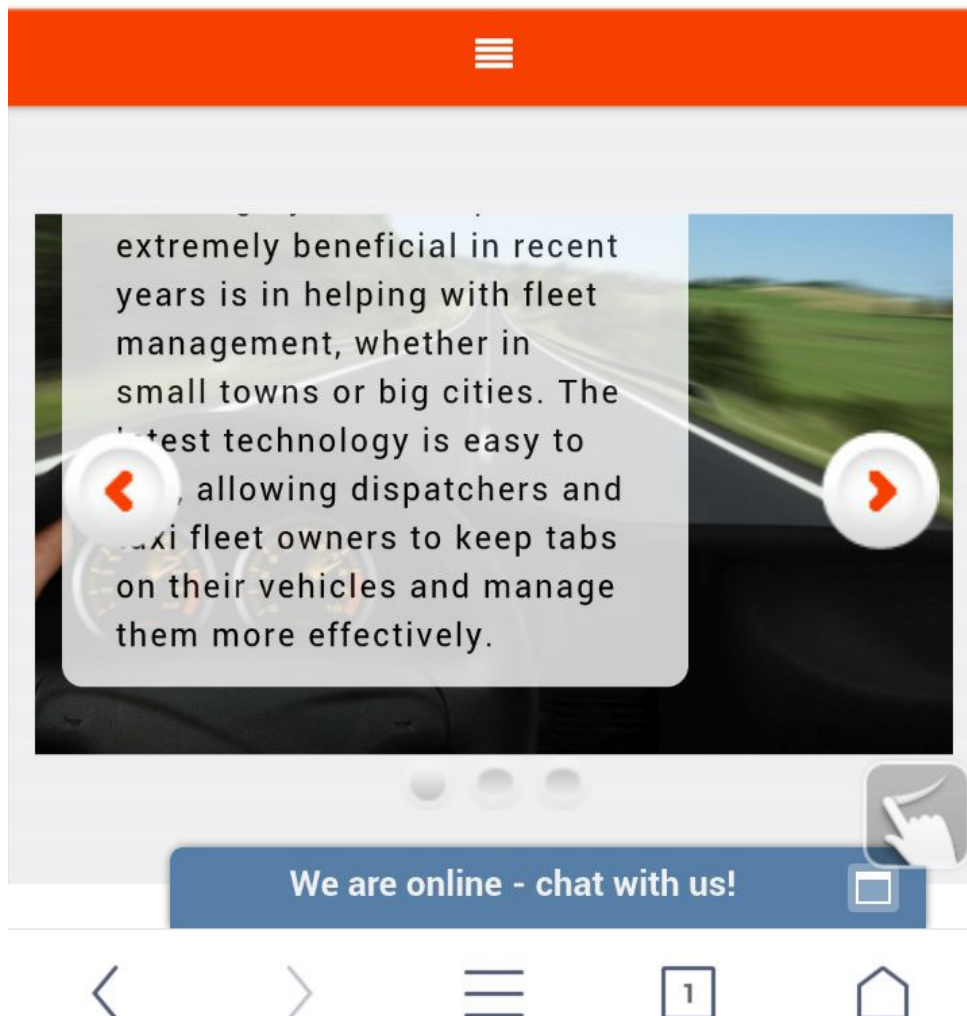 extremely beneficial in recent
years is in helping with fleet
management, whether in
small towns or big cities. The
test technology is easy to
, allowing dispatchers and
xi fleet owners to keep tabs
on their vehicles and manage
them more effectively.
We are online - chat with us!
1